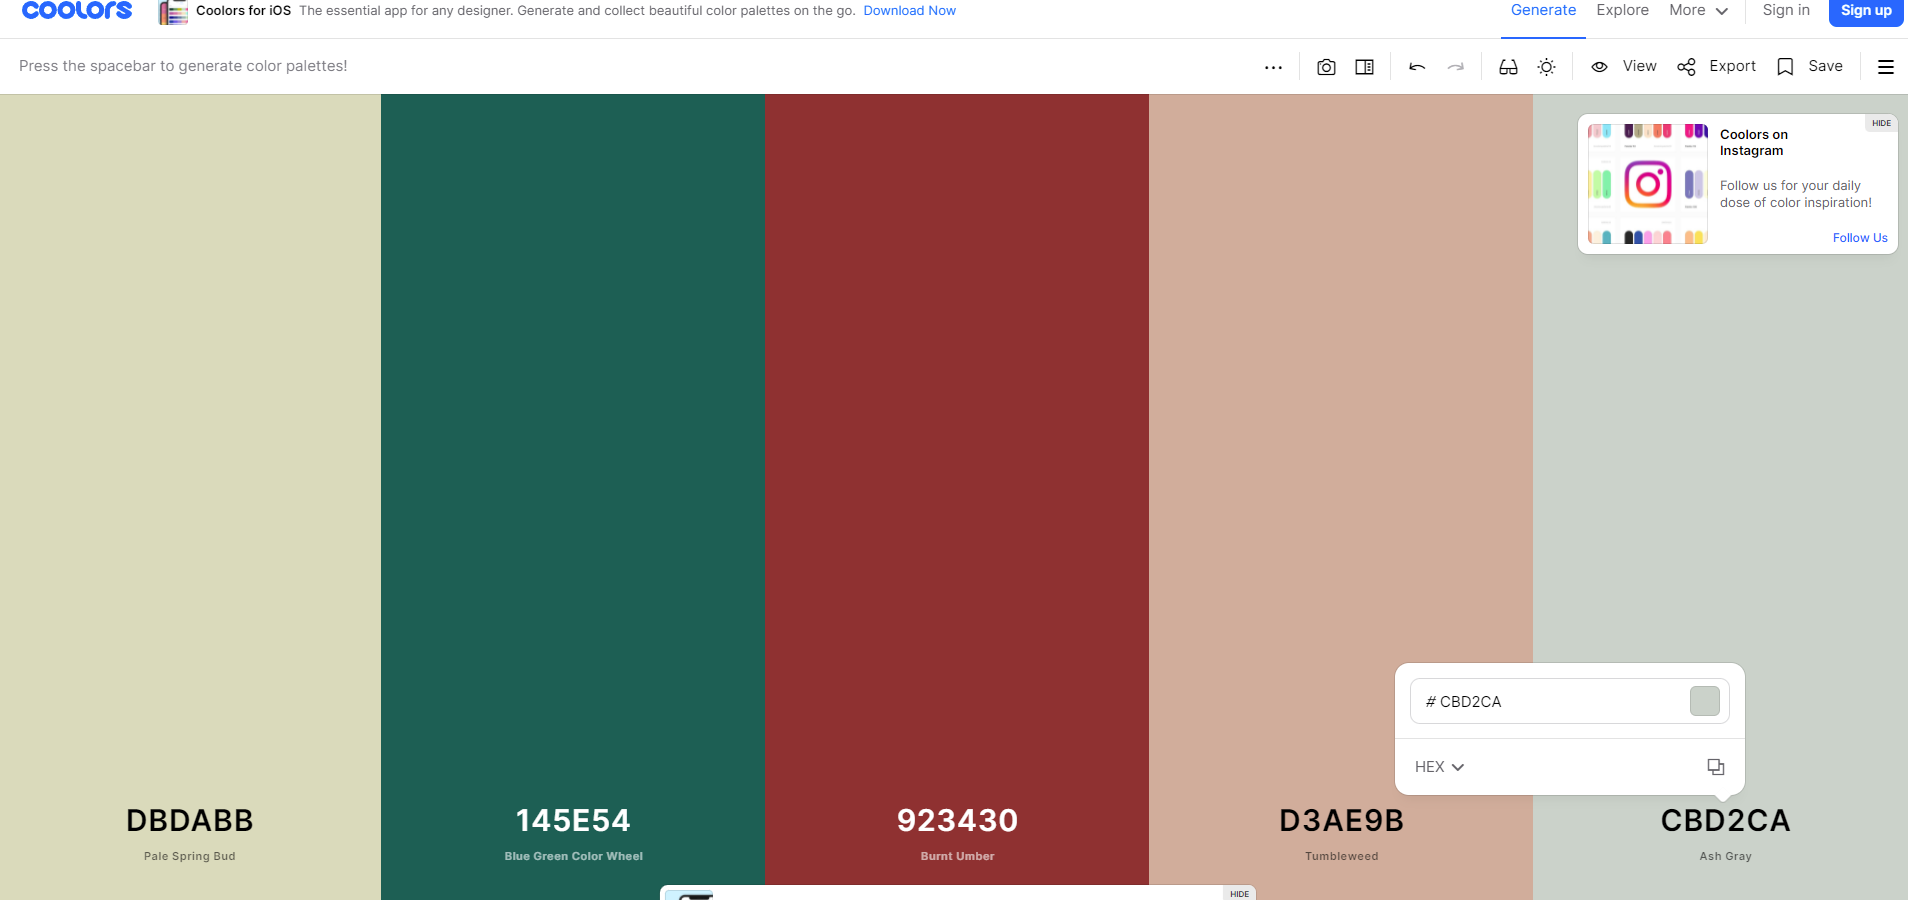 coolors
Coolors for iOS The essential app for any designer. Generate and collect beautiful color palettes on the go. Download Now
Generate Explore More Sign in Sign up
Press the spacebar to generate color palettes!
View Export Save
HIDE
Coolors on
Instagram
Follow us for your daily
dose of color inspiration!
Follow Us
# CBD2CA
HEX
DBDABB
Pale Spring Bud
145E54
Blue Green Color Wheel
923430
Burnt Umber
D3AE9B
Tumbleweed
CBD2CA
Ash Gray
HIDE